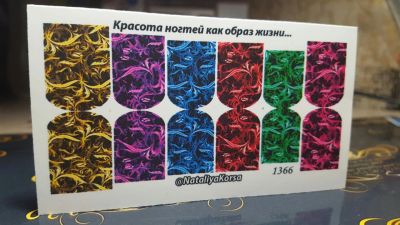 Красота ногтей как образ жизни...
@NataliyaKorsa
1366